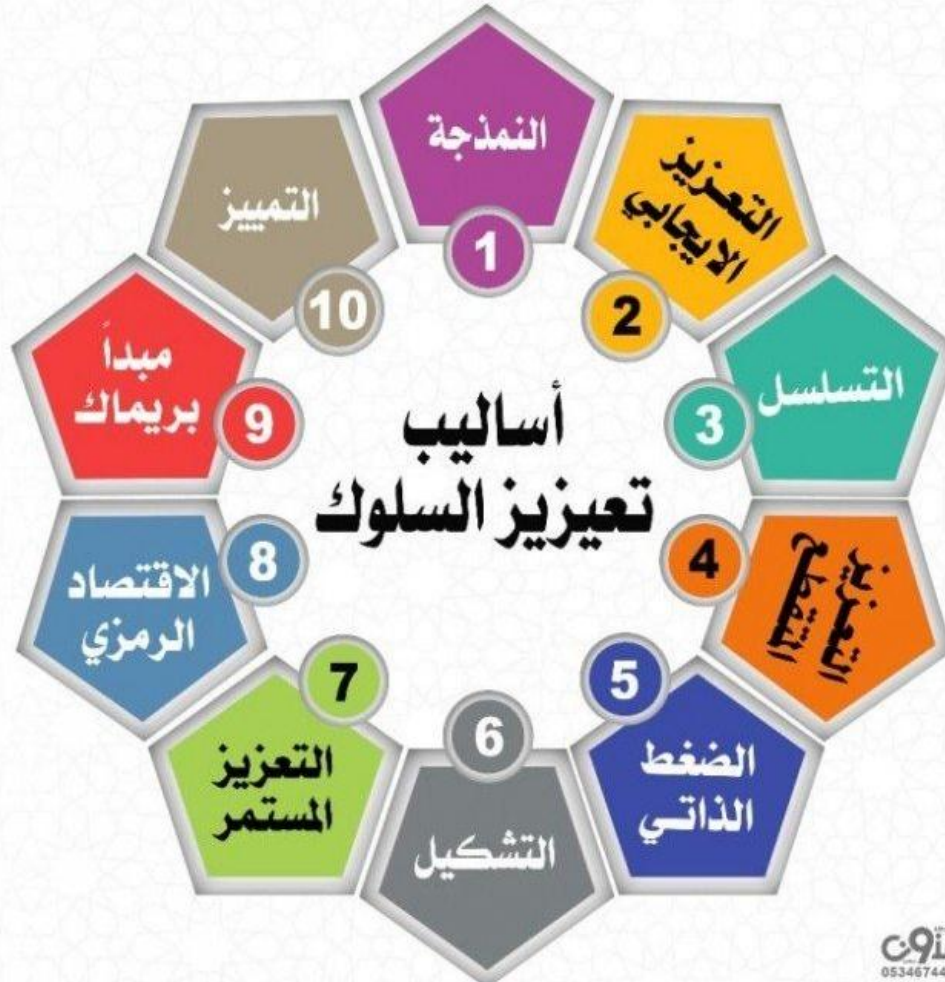 أساليب
تعيزيز السلوك
النمذجة
1
التعزيز
الايجابي
2
التسلسل
3
التعزيز
المتقطع
4
الضغط
الذاتي
5
التشكيل
6
التعزيز
المستمر
7
الاقتصاد
الرمزي
8
مبدأ
بريماك
9
التمييز
10